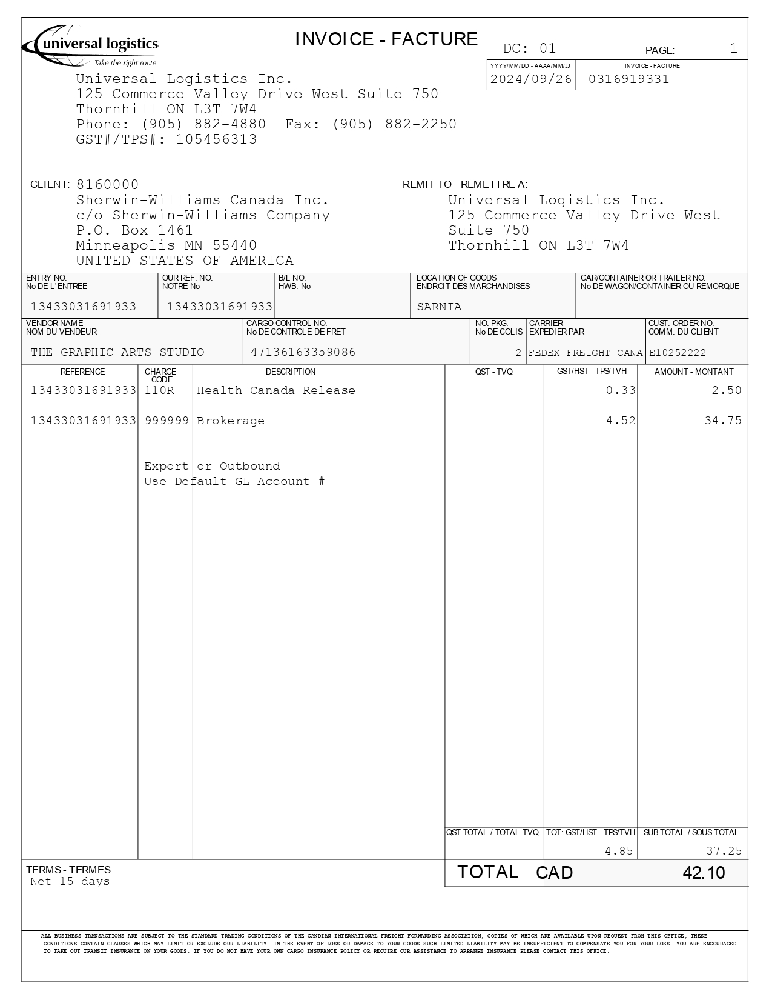 universal logistics
Take the right route
INVOICE - FACTURE
DC: 01 PAGE: 1
YYYY/MM/DD - AAAA/MM/JJ INVOICE - FACTURE
2024/09/26 0316919331
Universal Logistics Inc.
125 Commerce Valley Drive West Suite 750
Thornhill ON L3T 7W4
Phone: (905) 882-4880 Fax: (905) 882-2250
GST#/TPS#: 105456313
CLIENT: 8160000
Sherwin-Williams Canada Inc.
c/o Sherwin-Williams Company
P.O. Box 1461
Minneapolis MN 55440
UNITED STATES OF AMERICA
REMIT TO - REMETTRE A:
Universal Logistics Inc.
125 Commerce Valley Drive West
Suite 750
Thornhill ON L3T 7W4
ENTRY NO. OUR REF. NO. B/L NO. LOCATION OF GOODS CAR/CONTAINER OR TRAILER NO.
No DE L'ENTREE NOTRE No HWB. No ENDROIT DES MARCHANDISES No DE WAGON/CONTAINER OU REMORQUE
13433031691933 13433031691933 SARNIA
VENDOR NAME CARGO CONTROL NO. NO. PKG. CARRIER CUST. ORDER NO.
NOM DU VENDEUR No DE CONTROLE DE FRET No DE COLIS EXPEDIER PAR COMM. DU CLIENT
THE GRAPHIC ARTS STUDIO 47136163359086 2 FEDEX FREIGHT CANA E10252222
REFERENCE CHARGE CODE DESCRIPTION QST - TVQ GST/HST - TPS/TVH AMOUNT - MONTANT
13433031691933 110R Health Canada Release 0.33 2.50
13433031691933 999999 Brokerage 4.52 34.75
Export or Outbound
Use Default GL Account #
QST TOTAL / TOTAL TVQ TOT: GST/HST - TPS/TVH SUB TOTAL / SOUS-TOTAL
4.85 37.25
TERMS - TERMES:
Net 15 days
TOTAL CAD 42.10
ALL BUSINESS TRANSACTIONS ARE SUBJECT TO THE STANDARD TRADING CONDITIONS OF THE CANDIAN INTERNATIONAL FREIGHT FORWARDING ASSOCIATION, COPIES OF WHICH ARE AVAILABLE UPON REQUEST FROM THIS OFFICE, THESE
CONDITIONS CONTAIN CLAUSES WHICH MAY LIMIT OR EXCLUDE OUR LIABILITY. IN THE EVENT OF LOSS OR DAMAGE TO YOUR GOODS SUCH LIMITED LIABILITY MAY BE INSUFFICIENT TO COMPENSATE YOU FOR YOUR LOSS. YOU ARE ENCOURAGED
TO TAKE OUT TRANSIT INSURANCE ON YOUR GOODS. IF YOU DO NOT HAVE YOUR OWN CARGO INSURANCE POLICY OR REQUIRE OUR ASSISTANCE TO ARRANGE INSURANCE PLEASE CONTACT THIS OFFICE.